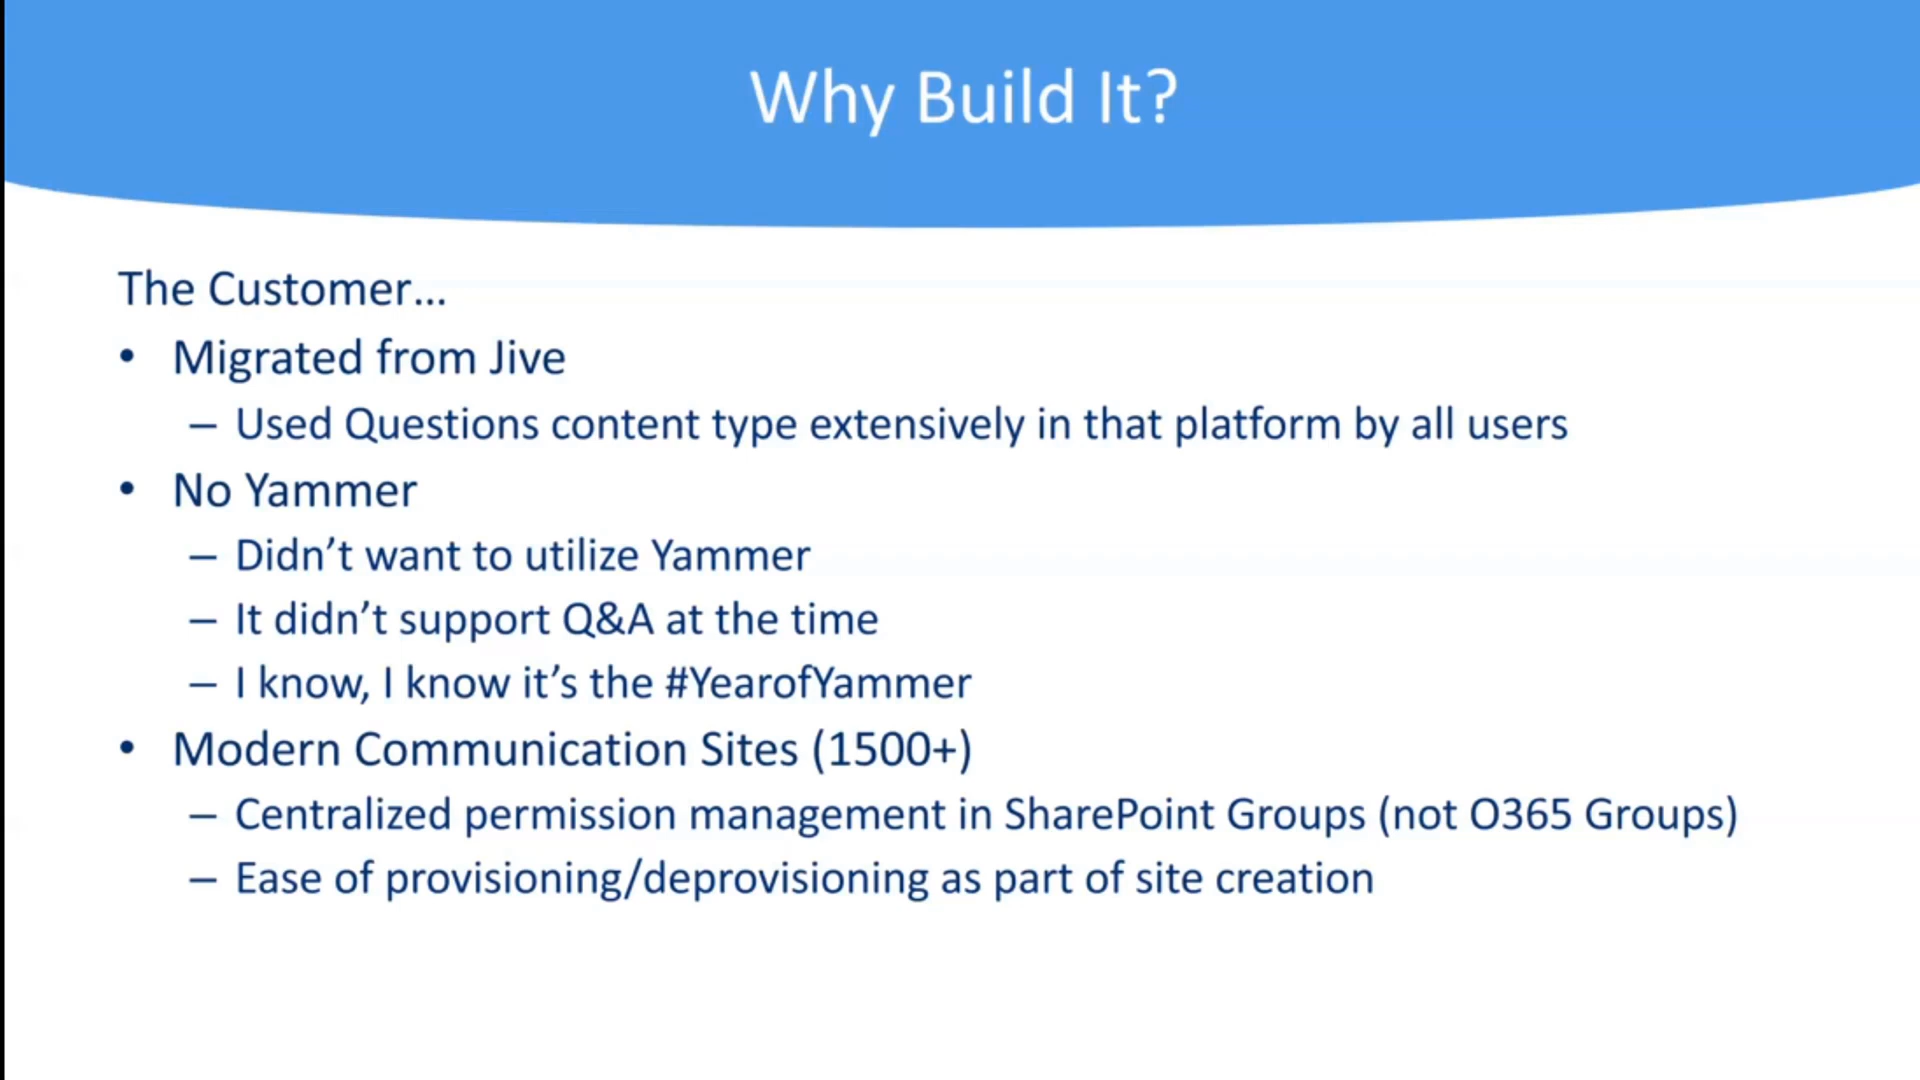 Why Build It?
The Customer…
• Migrated from Jive
– Used Questions content type extensively in that platform by all users
• No Yammer
– Didn’t want to utilize Yammer
– It didn’t support Q&A at the time
– I know, I know it’s the #YearofYammer
• Modern Communication Sites (1500+)
– Centralized permission management in SharePoint Groups (not O365 Groups)
– Ease of provisioning/deprovisioning as part of site creation